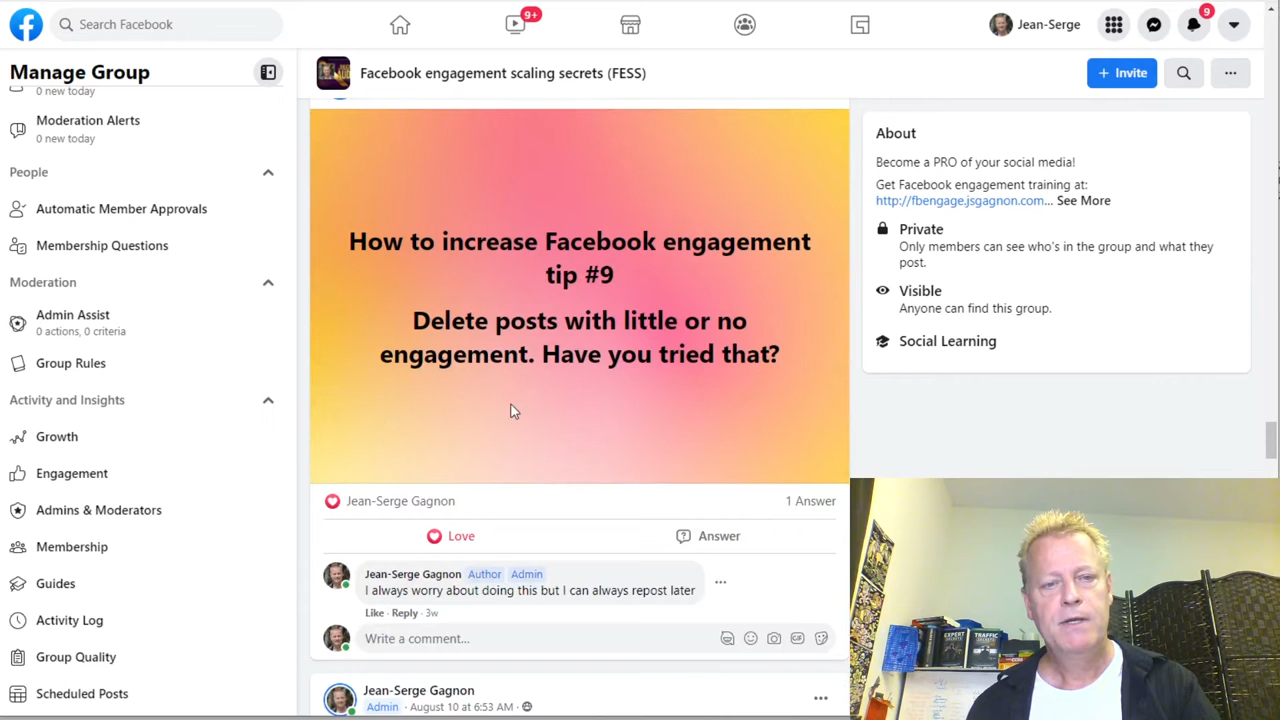 Search Facebook
9+
Jean-Serge
9
Manage Group
Facebook engagement scaling secrets (FESS)
+ Invite
0 new today
Moderation Alerts
0 new today
People
Automatic Member Approvals
Membership Questions
Moderation
Admin Assist
0 actions, 0 criteria
Group Rules
Activity and Insights
Growth
Engagement
Admins & Moderators
Membership
Guides
Activity Log
Group Quality
Scheduled Posts
How to increase Facebook engagement
tip #9
Delete posts with little or no
engagement. Have you tried that?
Jean-Serge Gagnon
1 Answer
Love
Answer
Jean-Serge Gagnon Author Admin
I always worry about doing this but I can always repost later
Like · Reply · 3w
Write a comment...
GIF
Jean-Serge Gagnon
Admin · August 10 at 6:53 AM ·
About
Become a PRO of your social media!
Get Facebook engagement training at:
http://fbengage.jsgagnon.com... See More
Private
Only members can see who's in the group and what they
post.
Visible
Anyone can find this group.
Social Learning
EXPERT
SECRETS
TRAFFIC
SECRETS